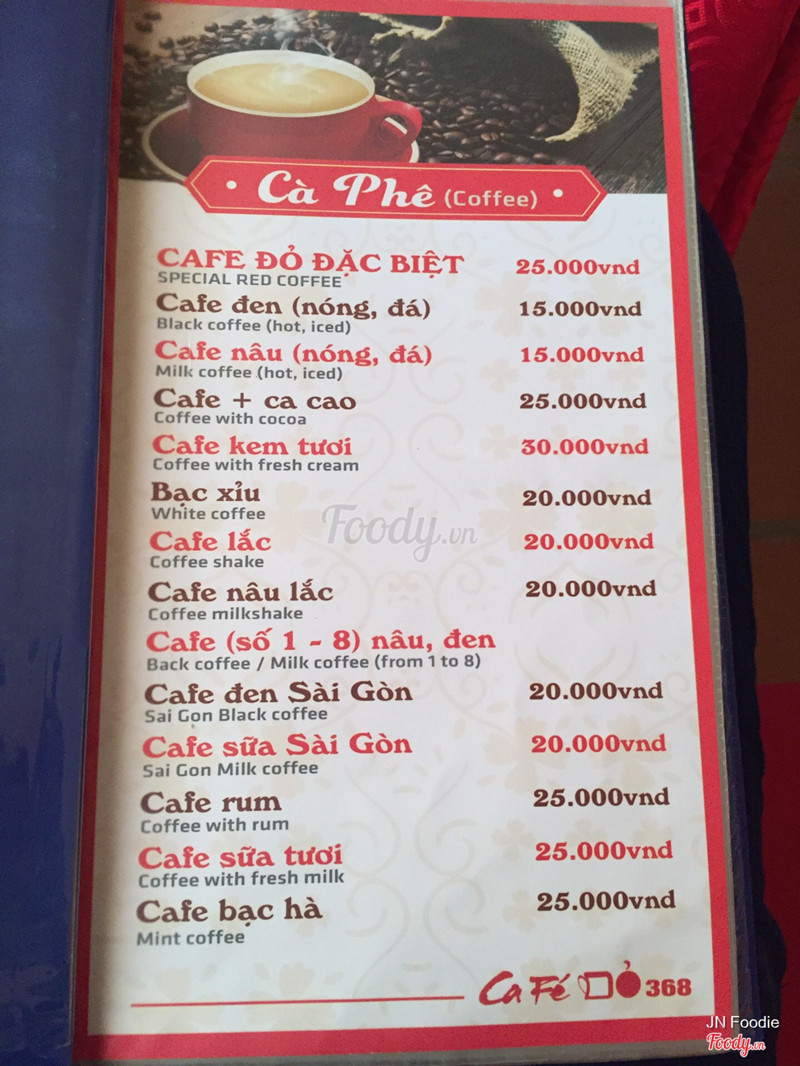 Cà Phê (Coffee)
CAFE ĐỎ ĐẶC BIỆT 25.000vnd
SPECIAL RED COFFEE
Cafe đen (nóng, đá) 15.000vnd
Black coffee (hot, iced)
Cafe nâu (nóng, đá) 15.000vnd
Milk coffee (hot, iced)
Cafe + ca cao 25.000vnd
Coffee with cocoa
Cafe kem tươi 30.000vnd
Coffee with fresh cream
Bạc xỉu 20.000vnd
White coffee
Foody.vn
Cafe lắc 20.000vnd
Coffee shake
Cafe nâu lắc 20.000vnd
Coffee milkshake
Cafe (số 1 - 8) nâu, đen
Back coffee / Milk coffee (from 1 to 8)
Cafe đen Sài Gòn 20.000vnd
Sai Gon Black coffee
Cafe sữa Sài Gòn 20.000vnd
Sai Gon Milk coffee
Cafe rum 25.000vnd
Coffee with rum
Cafe sữa tươi 25.000vnd
Coffee with fresh milk
Cafe bạc hà 25.000vnd
Mint coffee
Café ĐỎ 368
JN Foodie
Foody.vn